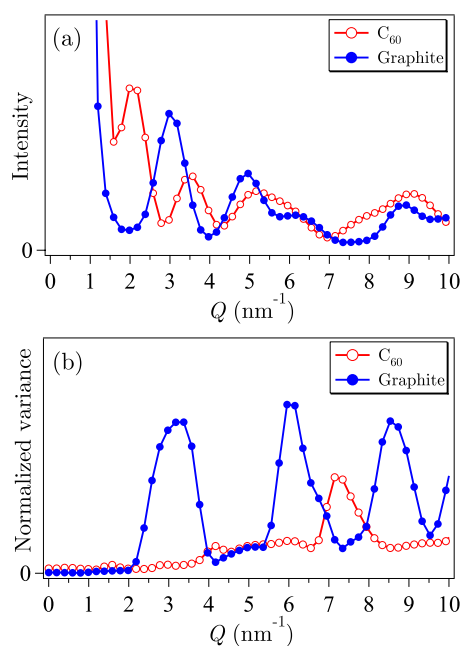 (a)
C60
Graphite
Intensity
0
0 1 2 3 4 5 6 7 8 9 10
Q (nm-1)
(b)
C60
Graphite
Normalized variance
0
0 1 2 3 4 5 6 7 8 9 10
Q (nm-1)